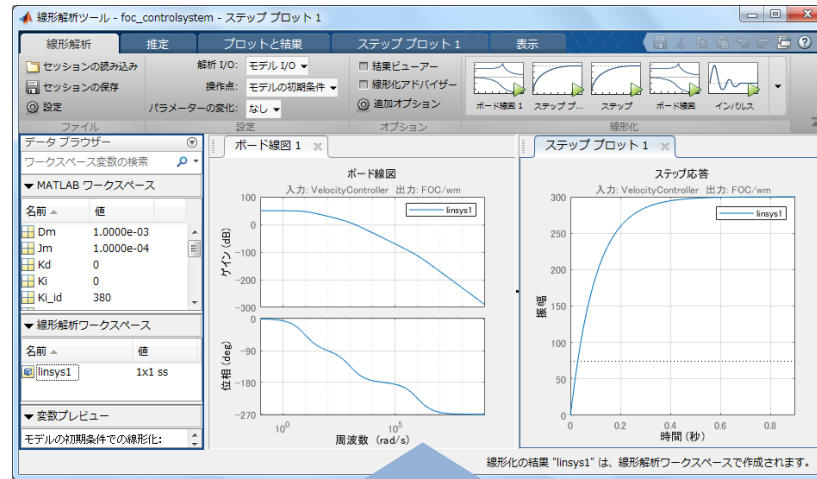 線形解析ツール - foc_controlsystem - ステップ プロット 1
線形解析 推定 プロットと結果 ステップ プロット 1 表示
セッションの読み込み
セッションの保存
設定
ファイル
解析 I/O: モデル I/O
操作点: モデルの初期条件
パラメーターの変化: なし
設定
結果ビューアー
線形化アドバイザー
追加オプション
オプション
ボード線図 1 ステップ プ... ステップ ボード線図 インパルス
線形化
データ ブラウザー
ワークスペース変数の検索
MATLAB ワークスペース
名前 値
Dm 1.0000e-03
Jm 1.0000e-04
Kd 0
Ki 0
Ki_id 380
線形解析ワークスペース
名前 値
linsys1 1x1 ss
変数プレビュー
モデルの初期条件での線形化:
ボード線図 1
ボード線図
入力: VelocityController 出力: FOC/wm
linsys1
ゲイン (dB)
100
0
-100
-200
-300
位相 (deg)
0
-90
-180
-270
10⁰ 10⁵
周波数 (rad/s)
ステップ プロット 1
ステップ応答
入力: VelocityController 出力: FOC/wm
linsys1
振幅
300
250
200
150
100
50
0
0 0.2 0.4 0.6 0.8
時間 (秒)
線形化の結果 "linsys1" は、線形解析ワークスペースで作成されます。